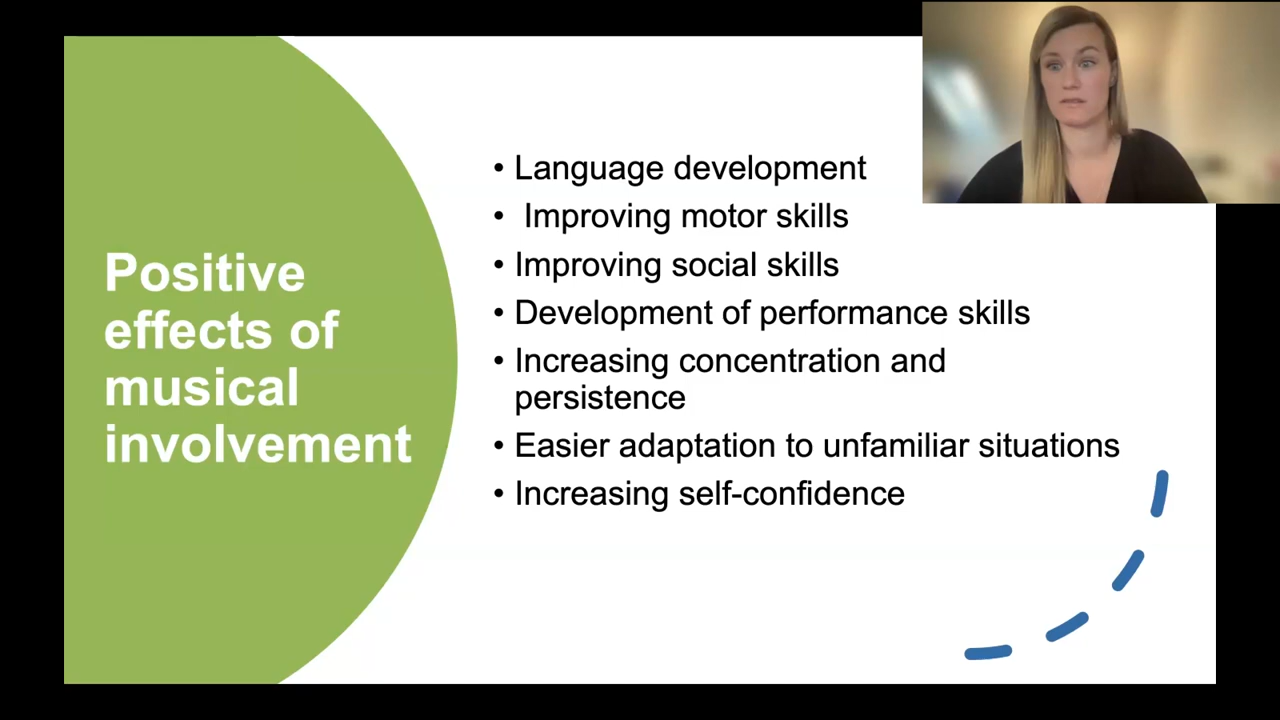 Positive
effects of
musical
involvement
• Language development
• Improving motor skills
• Improving social skills
• Development of performance skills
• Increasing concentration and
persistence
• Easier adaptation to unfamiliar situations
• Increasing self-confidence